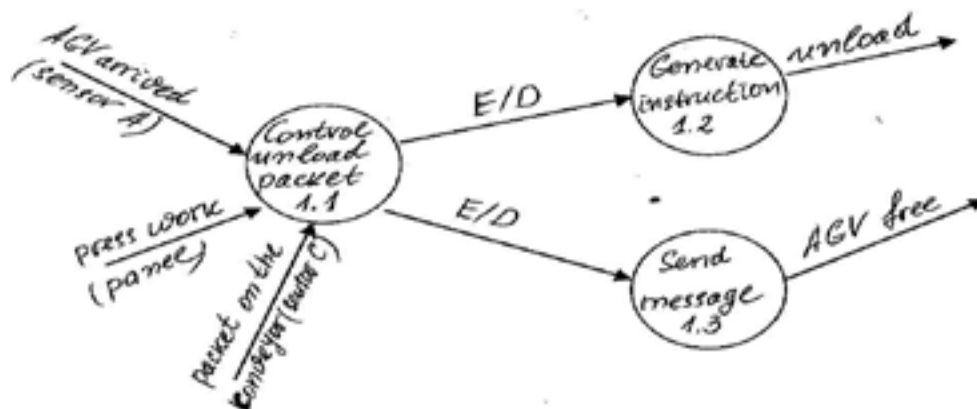 AGV arrived
(sensor A)
Control
unload
packet
1.1
press work
(panel)
packet on the
conveyor (sensor C)
E/D
E/D
Generate
instruction
1.2
unload
Send
message
1.3
AGV free